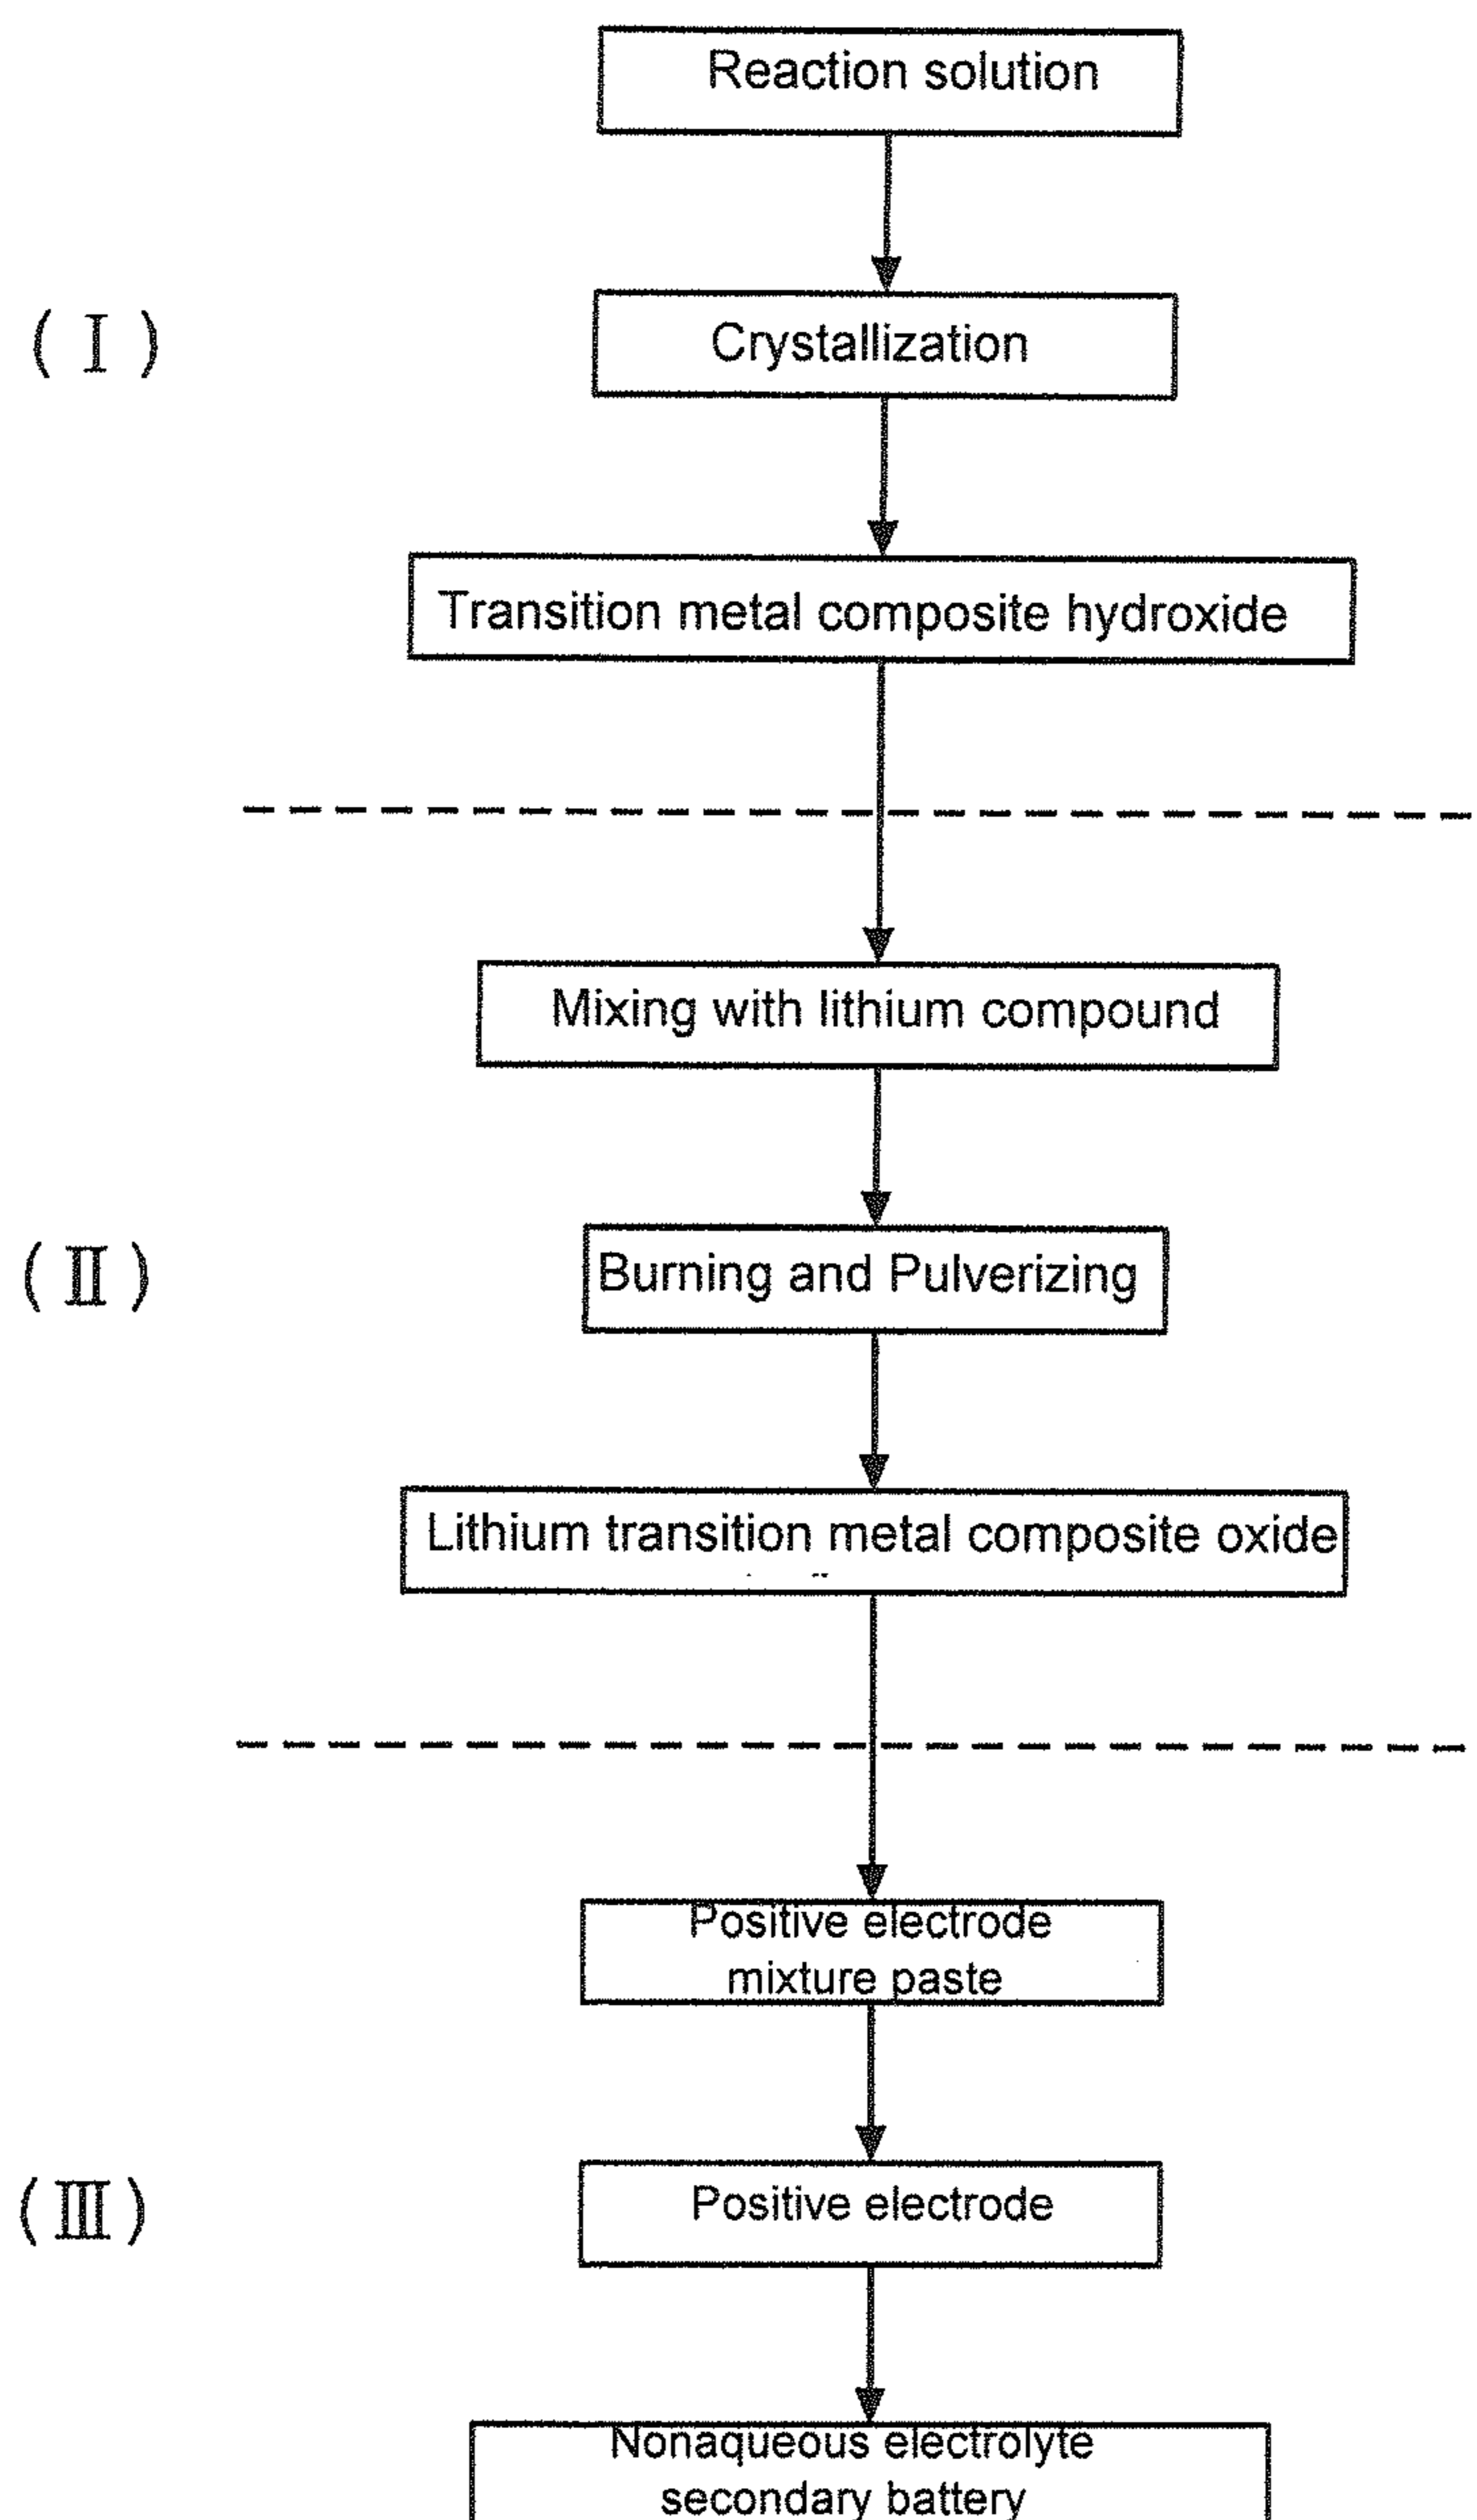 Reaction solution
( Ⅰ )
Crystallization
Transition metal composite hydroxide
Mixing with lithium compound
( Ⅱ )
Burning and Pulverizing
Lithium transition metal composite oxide
Positive electrode
mixture paste
( Ⅲ )
Positive electrode
Nonaqueous electrolyte
secondary battery